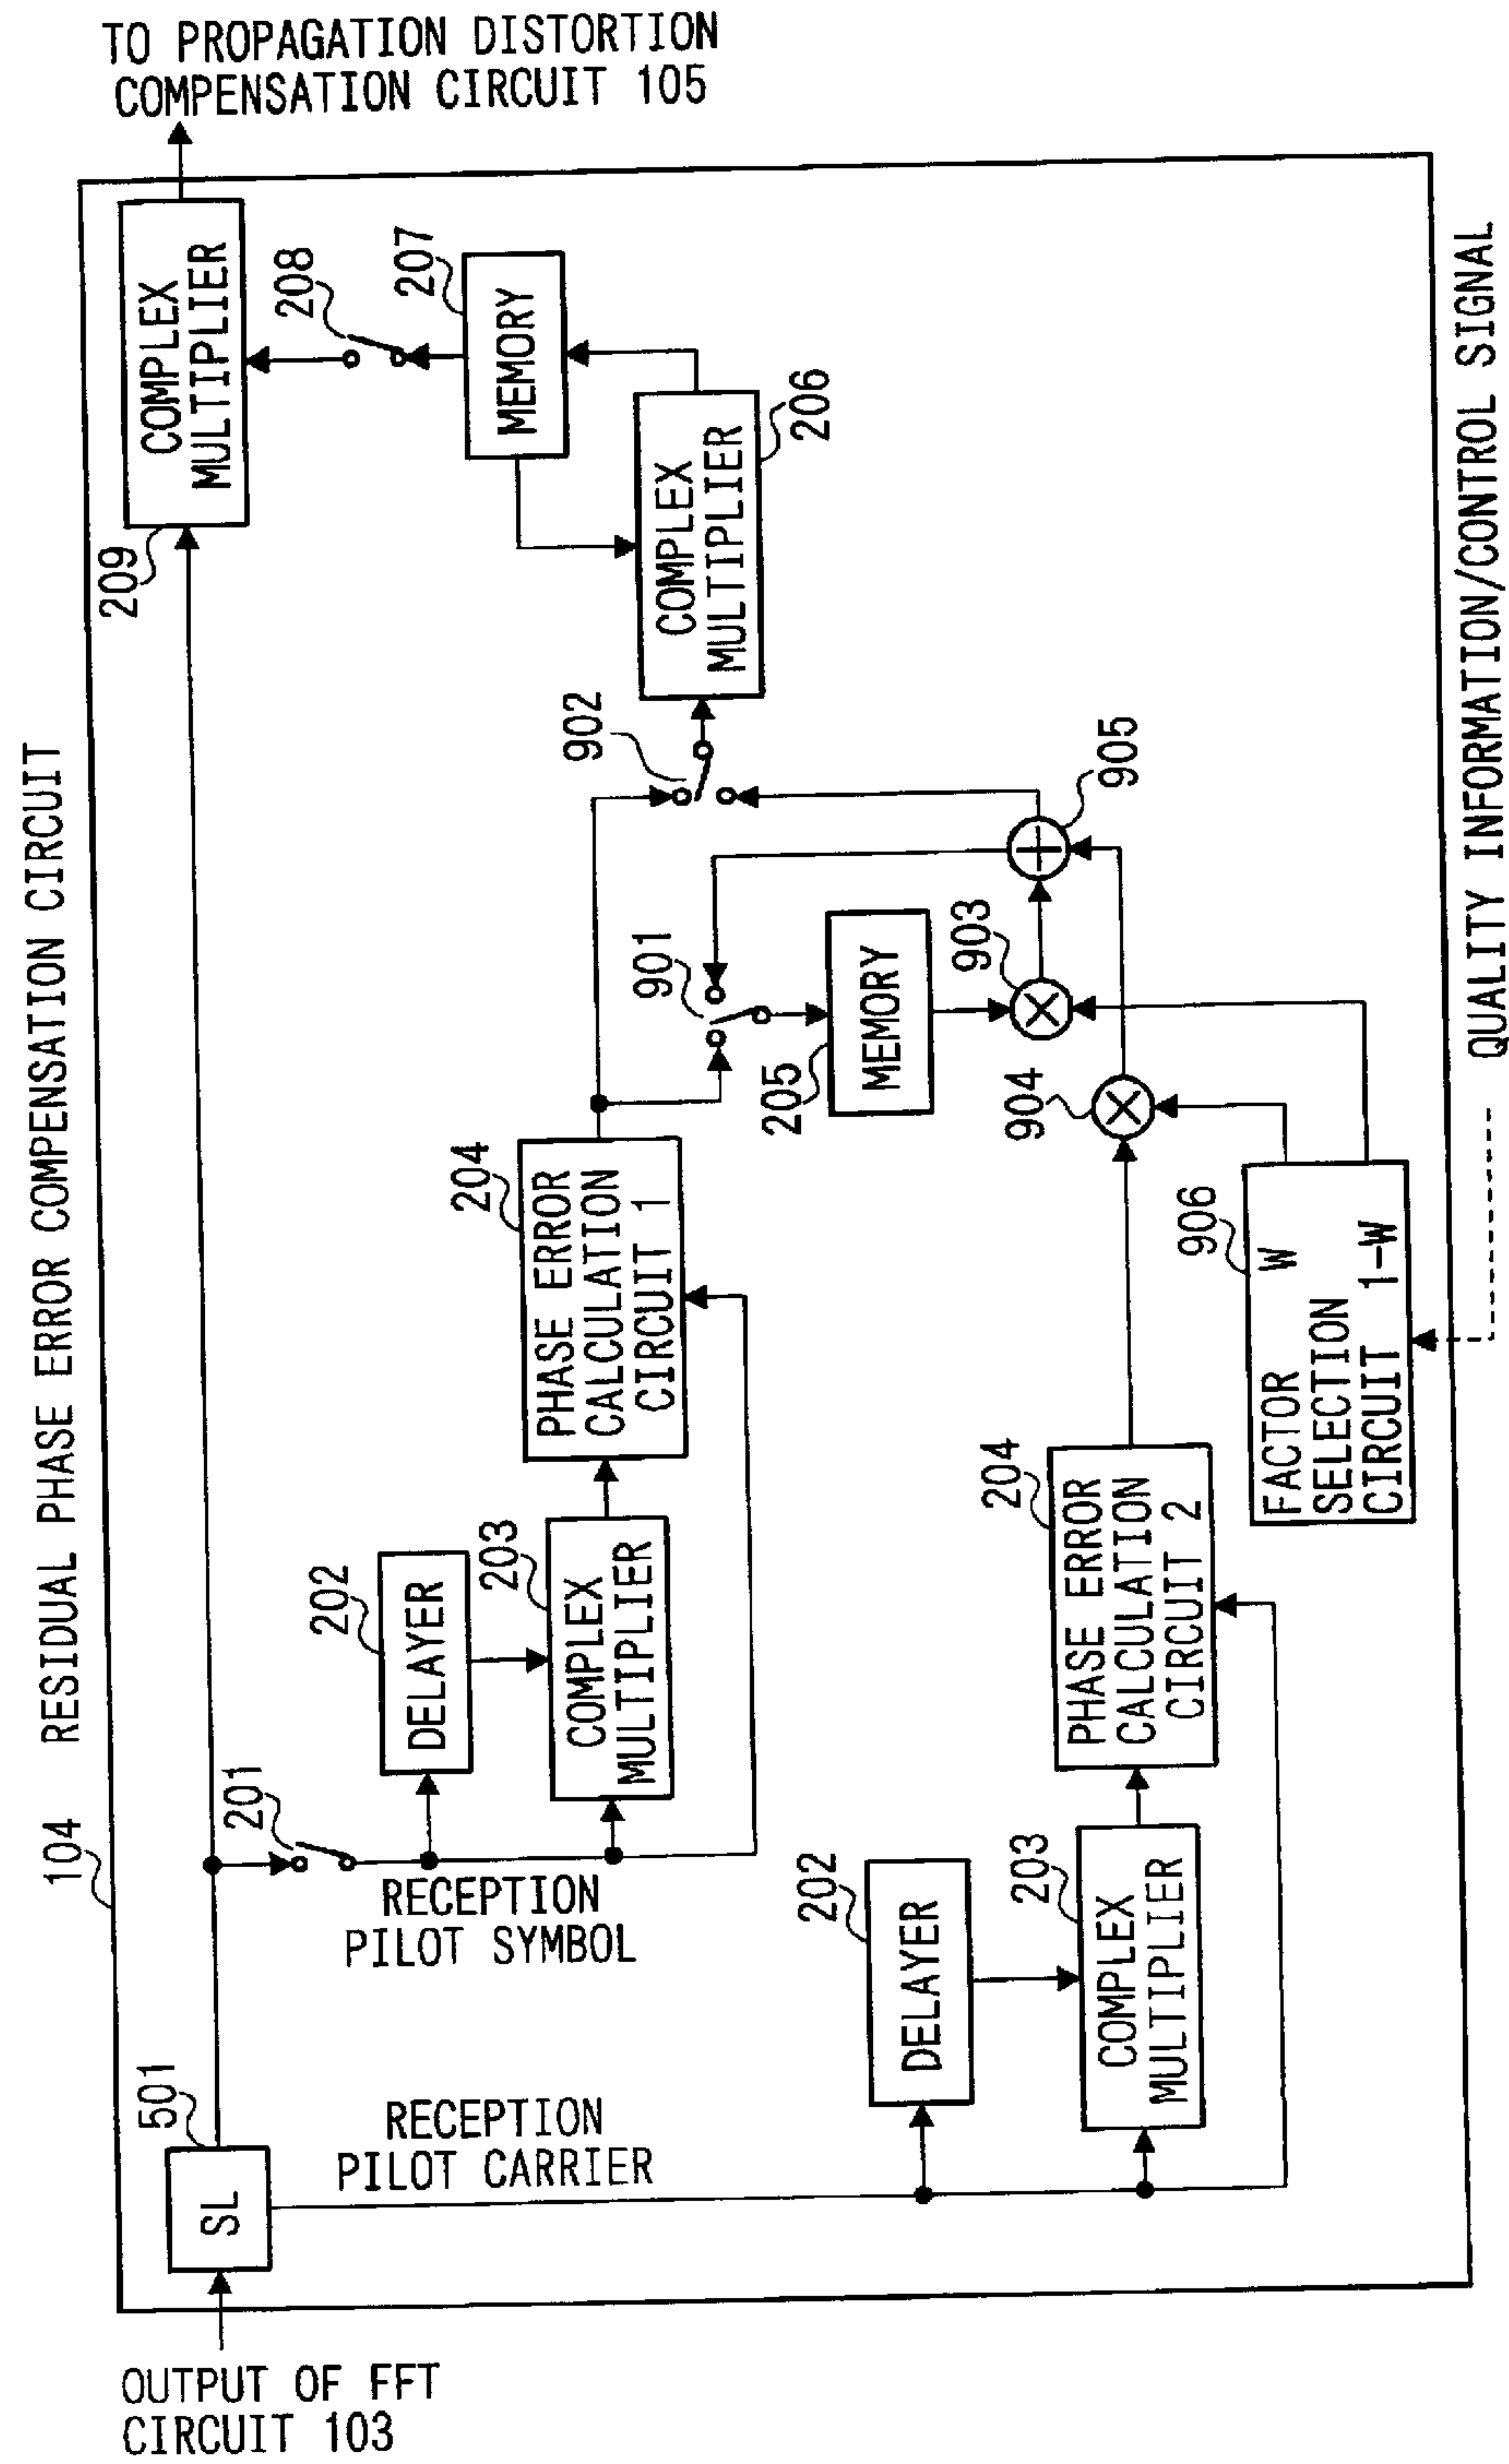 104 RESIDUAL PHASE ERROR COMPENSATION CIRCUIT
TO PROPAGATION DISTORTION
COMPENSATION CIRCUIT 105
OUTPUT OF FFT
CIRCUIT 103
501
SL
209
COMPLEX
MULTIPLIER
201
208
RECEPTION
PILOT SYMBOL
202
DELAYER
203
COMPLEX
MULTIPLIER
204
PHASE ERROR
CALCULATION
CIRCUIT 1
207
MEMORY
206
COMPLEX
MULTIPLIER
902
901
205
MEMORY
903
905
RECEPTION
PILOT CARRIER
202
DELAYER
203
COMPLEX
MULTIPLIER
204
PHASE ERROR
CALCULATION
CIRCUIT 2
904
906
FACTOR W
SELECTION
CIRCUIT 1-W
QUALITY INFORMATION/CONTROL SIGNAL